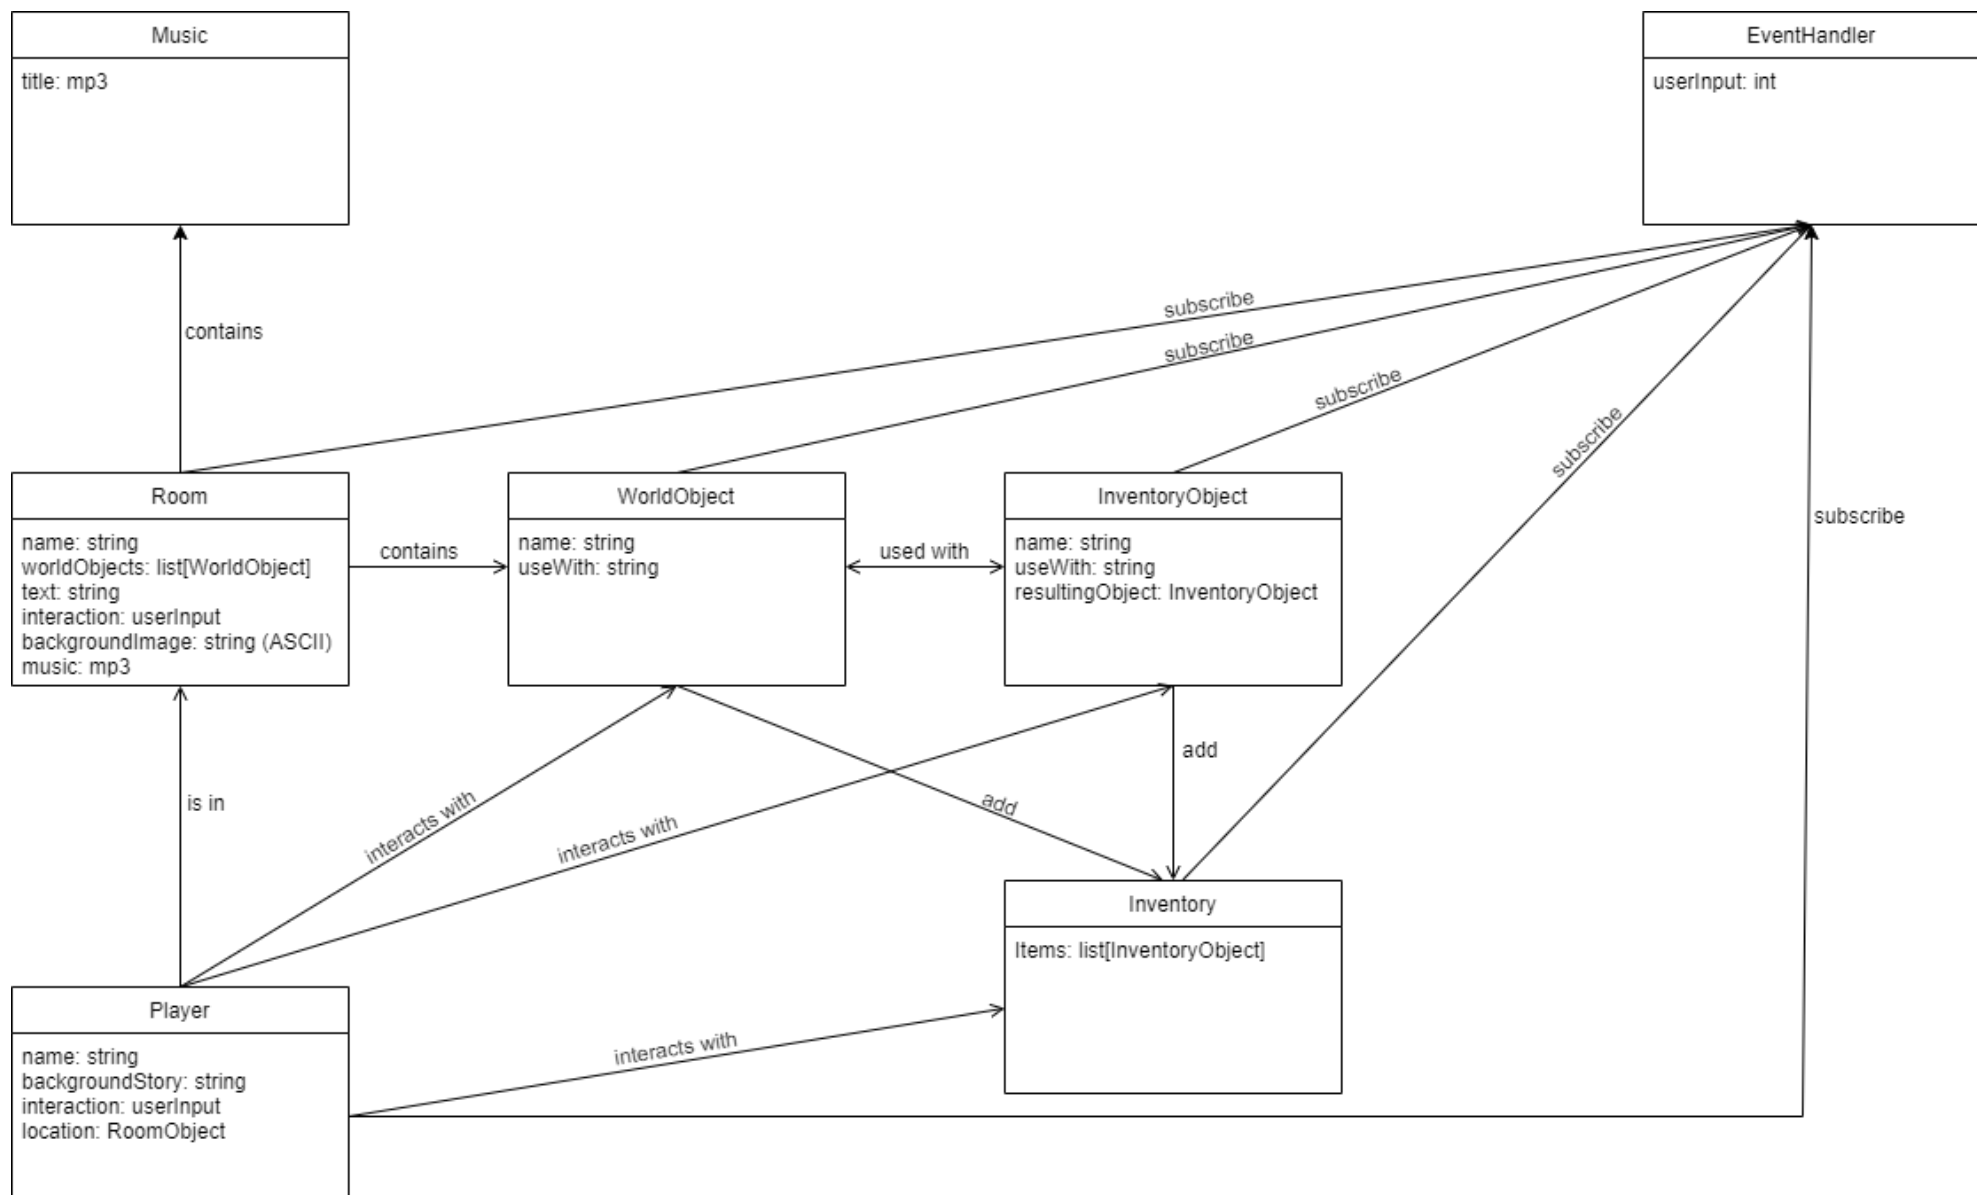 Music
title: mp3
EventHandler
userInput: int
contains
subscribe
subscribe
subscribe
subscribe
subscribe
Room
name: string
worldObjects: list[WorldObject]
text: string
interaction: userInput
backgroundImage: string (ASCII)
music: mp3
contains
WorldObject
name: string
useWith: string
used with
InventoryObject
name: string
useWith: string
resultingObject: InventoryObject
is in
interacts with
interacts with
add
add
Inventory
Items: list[InventoryObject]
interacts with
Player
name: string
backgroundStory: string
interaction: userInput
location: RoomObject